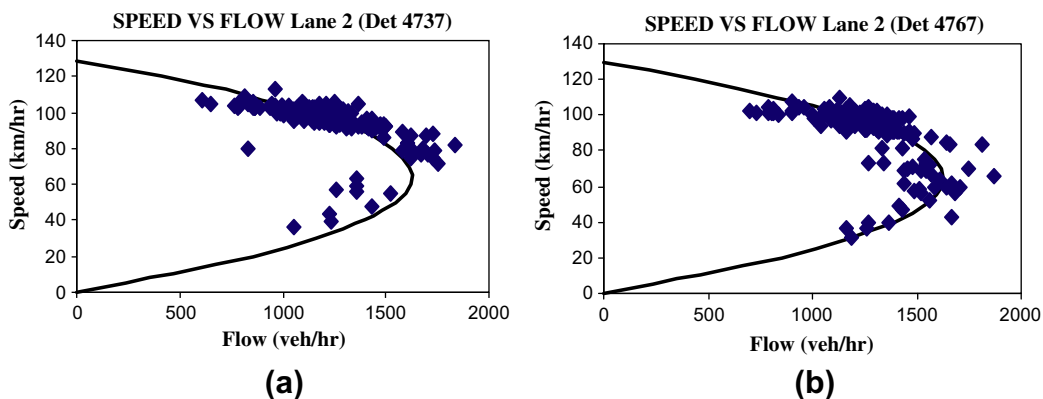 SPEED VS FLOW Lane 2 (Det 4737)
140
120
100
80
60
40
20
0
Speed (km/hr)
0 500 1000 1500 2000
Flow (veh/hr)
(a)
SPEED VS FLOW Lane 2 (Det 4767)
140
120
100
80
60
40
20
0
Speed (km/hr)
0 500 1000 1500 2000
Flow (veh/hr)
(b)